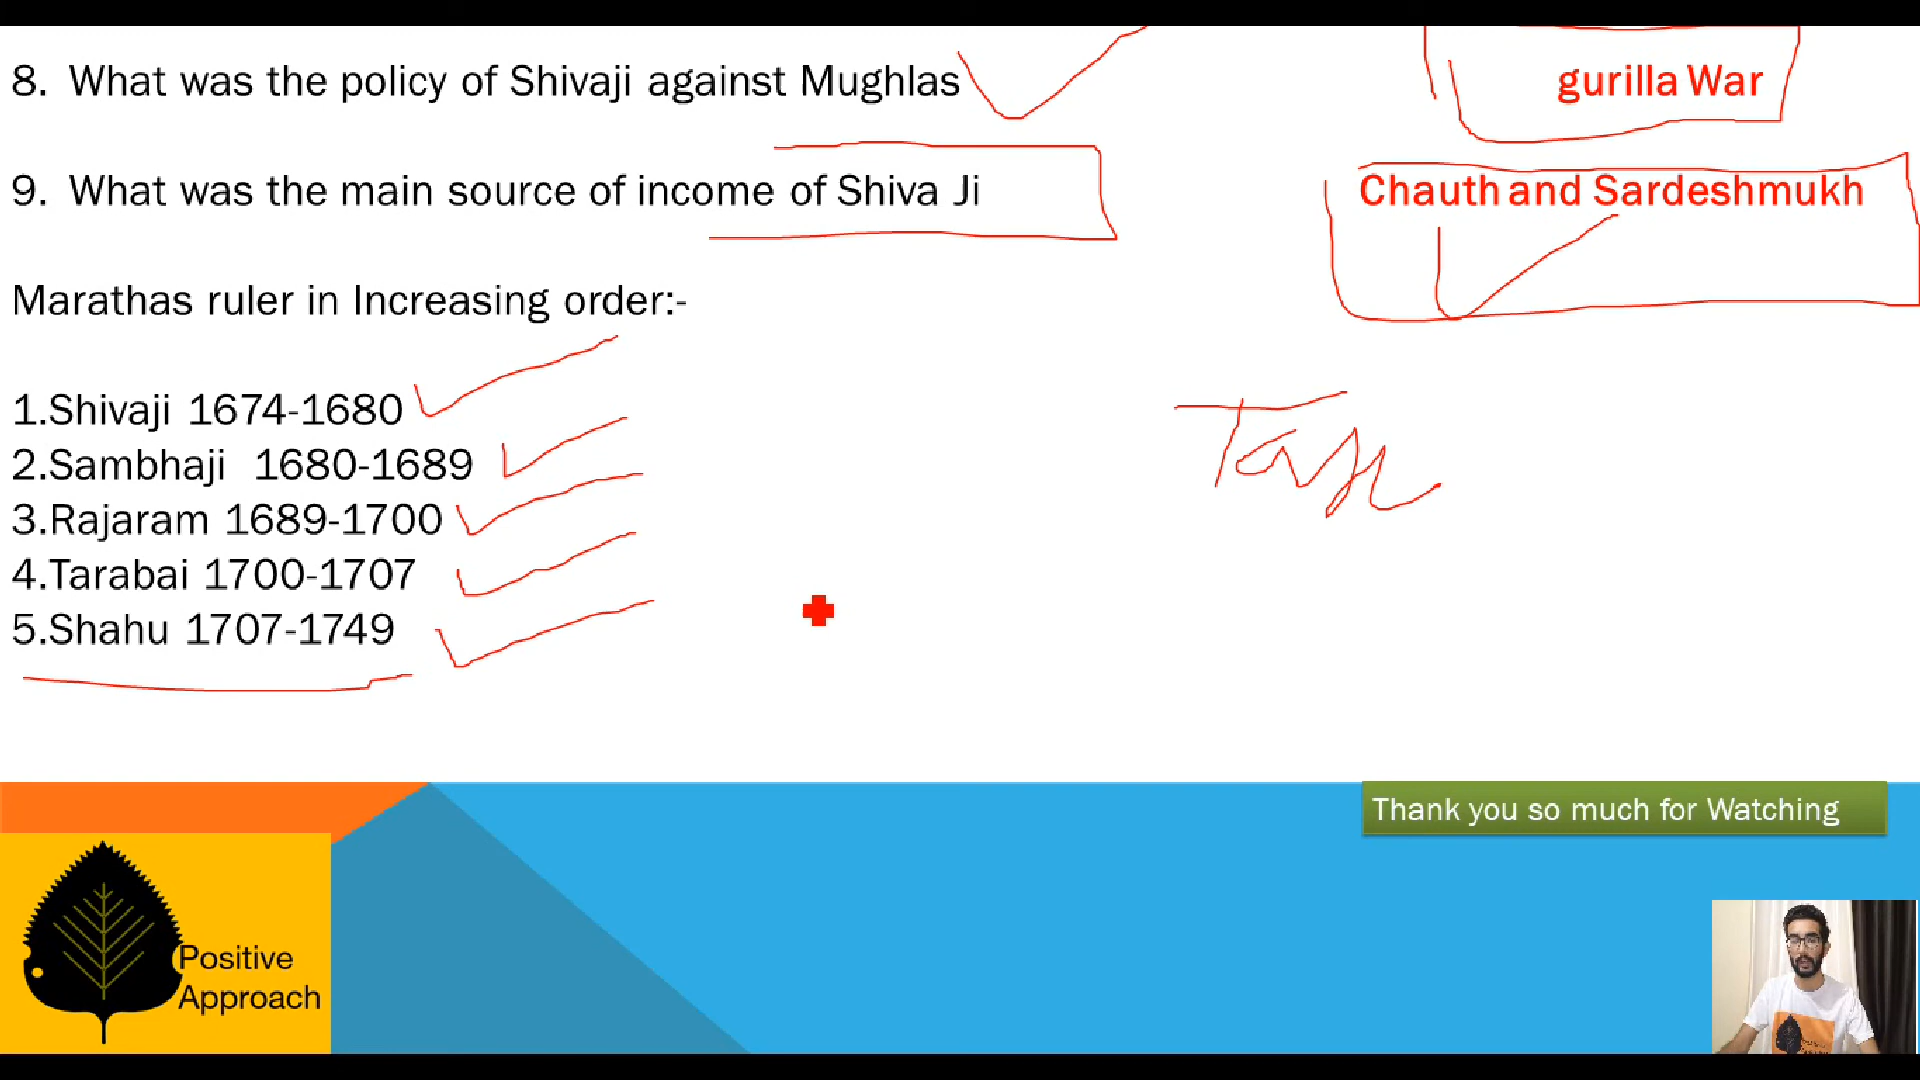 8. What was the policy of Shivaji against Mughlas
gurilla War
9. What was the main source of income of Shiva Ji
Chauth and Sardeshmukh
Marathas ruler in Increasing order:-
1.Shivaji 1674-1680
2.Sambhaji 1680-1689
3.Rajaram 1689-1700
4.Tarabai 1700-1707
5.Shahu 1707-1749
Thank you so much for Watching
Positive
Approach